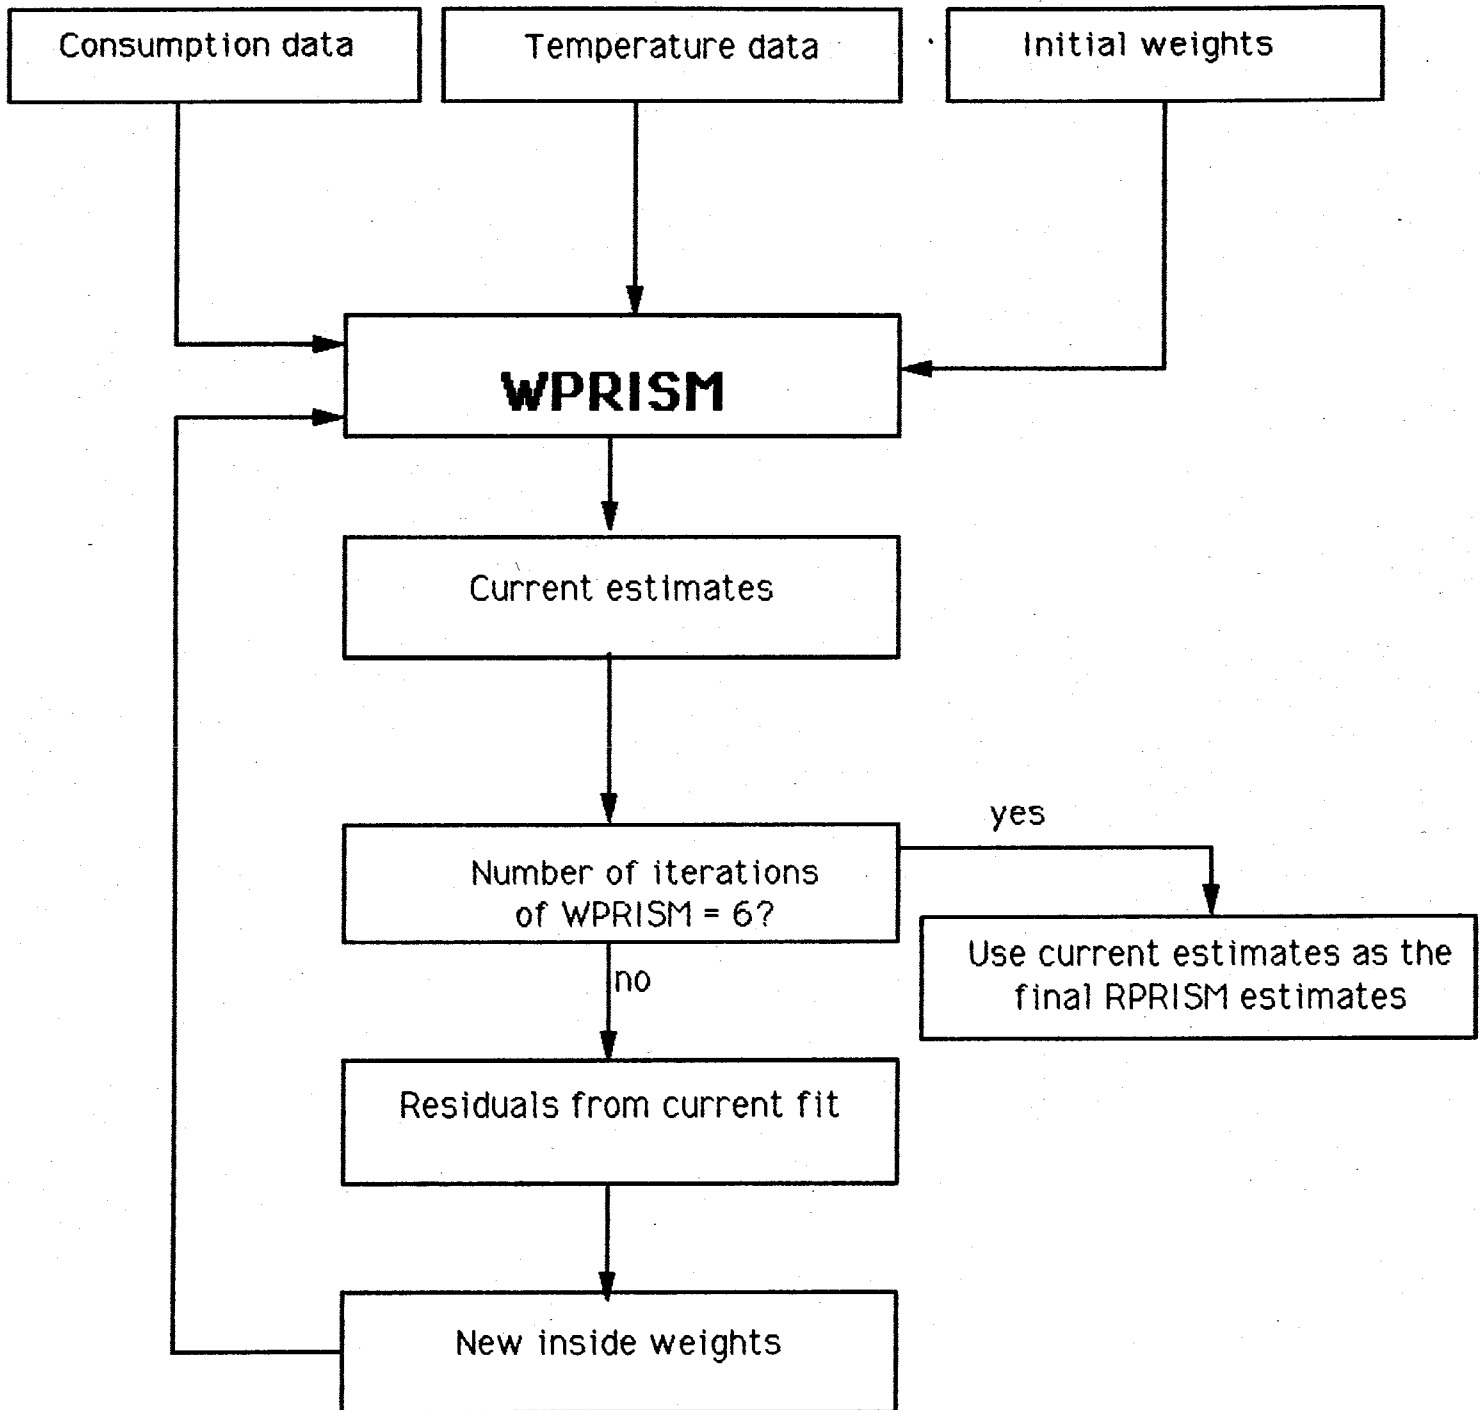 Consumption data
Temperature data
Initial weights
WPRISM
Current estimates
yes
Number of iterations
of WPRISM = 6?
Use current estimates as the
final RPRISM estimates
no
Residuals from current fit
New inside weights